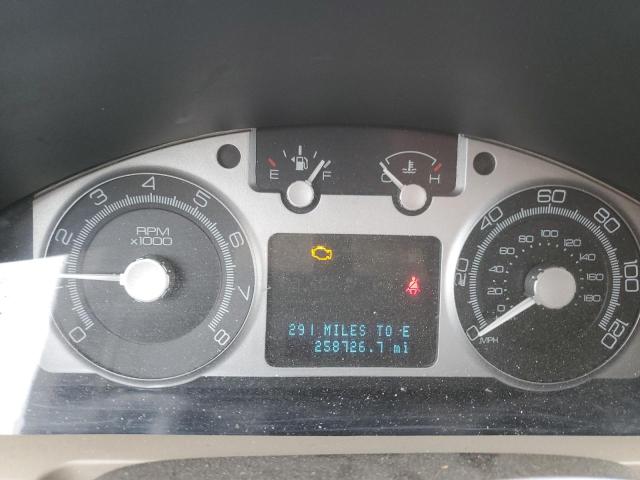 E F
C H
0 1 2 3 4 5 6 7 8
RPM
x1000
0 20 40 60 80 100 120
0 20 40 60 80 100 120 140 160 180
MPH
291 MILES TO E
258726.7 mi